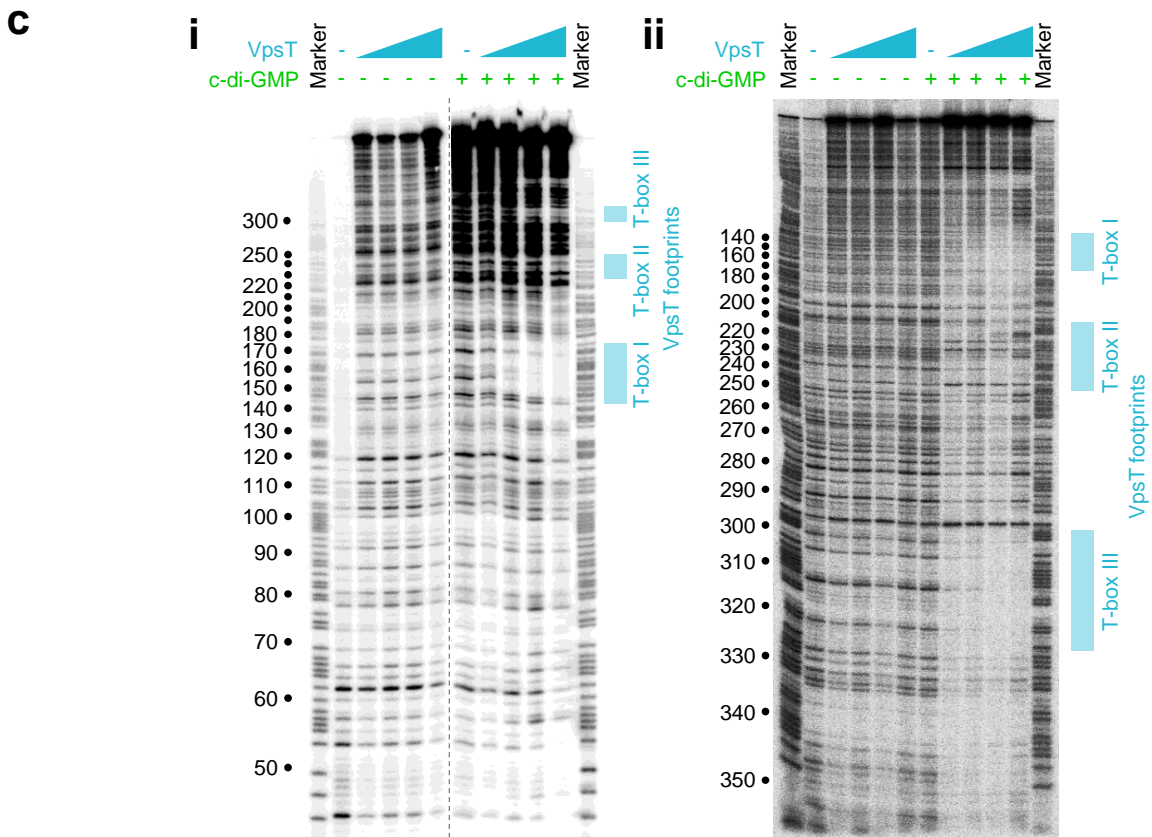 c
i
VpsT
- -
c-di-GMP
- - - - - + + + + +
Marker
Marker
300
250
220
200
180
170
160
150
140
130
120
110
100
90
80
70
60
50
T-box III
T-box II
T-box I
VpsT footprints
ii
VpsT
- -
c-di-GMP
- - - - - + + + + +
Marker
Marker
140
160
180
200
220
230
240
250
260
270
280
290
300
310
320
330
340
350
T-box I
T-box II
T-box III
VpsT footprints